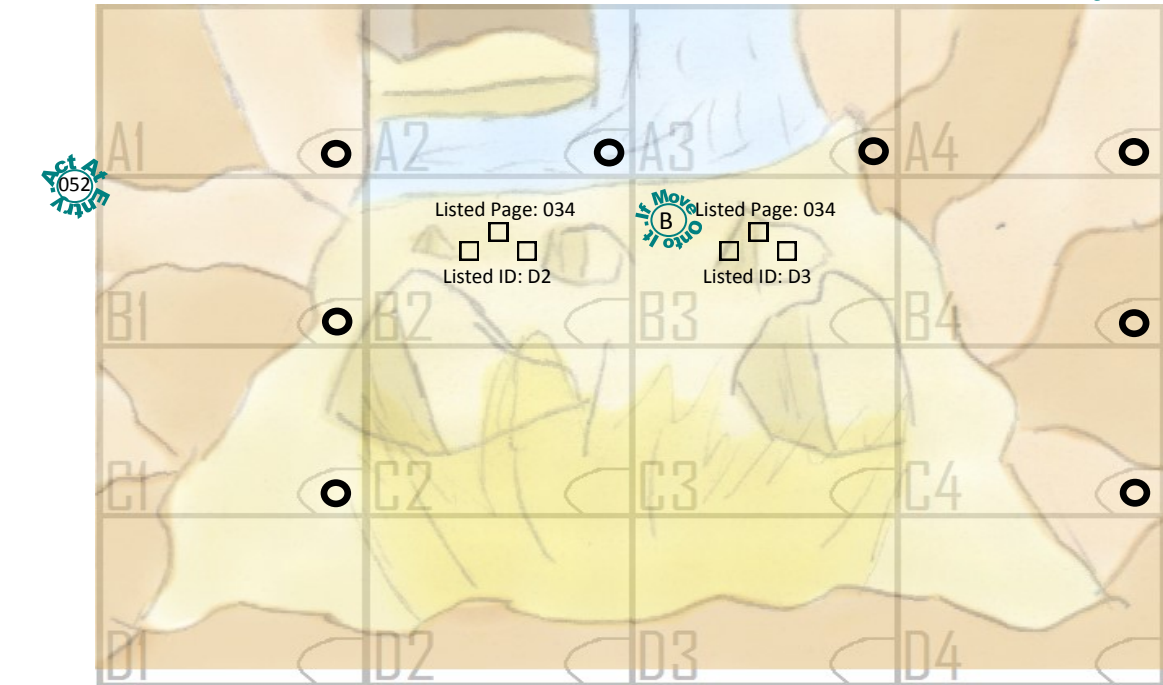 A1 A2 A3 A4
Act At Entry.
052
Listed Page: 034
Listed ID: D2
If Move Onto It.
B
Listed Page: 034
Listed ID: D3
B1 B2 B3 B4
C1 C2 C3 C4
D1 D2 D3 D4